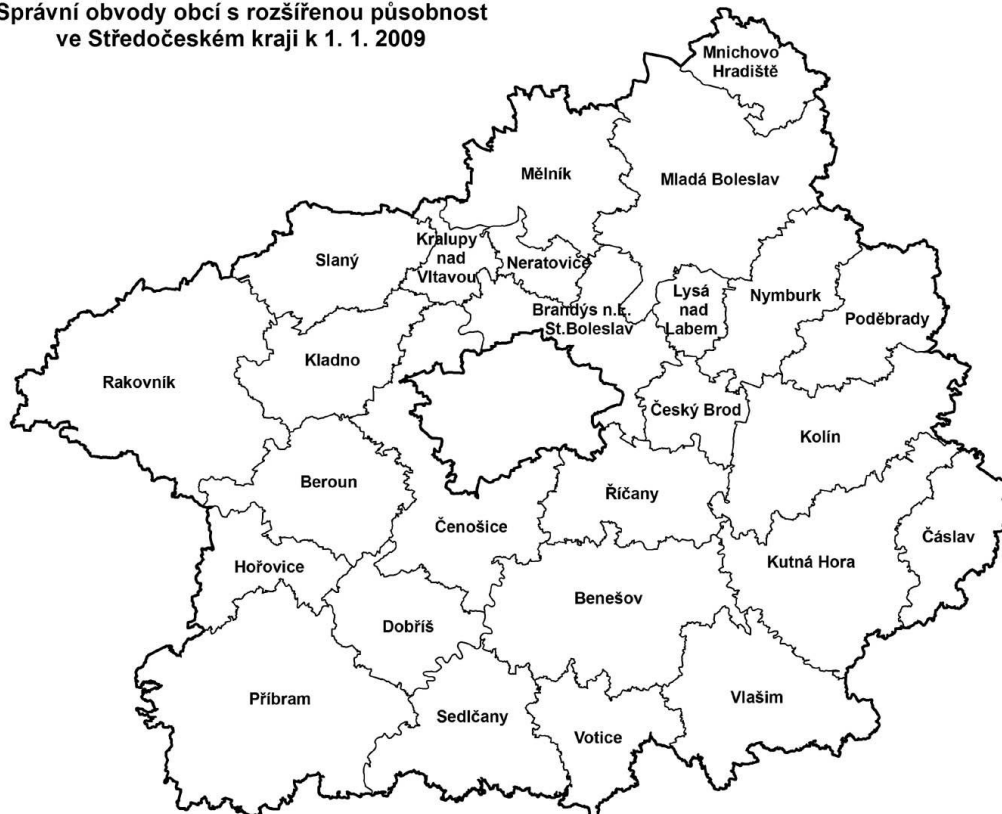 Správní obvody obcí s rozšířenou působnost
ve Středočeském kraji k 1. 1. 2009
Mnichovo
Hradiště
Mělník
Mladá Boleslav
Slaný
Kralupy
nad
Vltavou
Neratovice
Brandýs n.L.
St.Boleslav
Lysá
nad
Labem
Nymburk
Poděbrady
Rakovník
Kladno
Český Brod
Kolín
Beroun
Čenošice
Říčany
Hořovice
Kutná Hora
Čáslav
Dobříš
Benešov
Příbram
Sedlčany
Votice
Vlašim